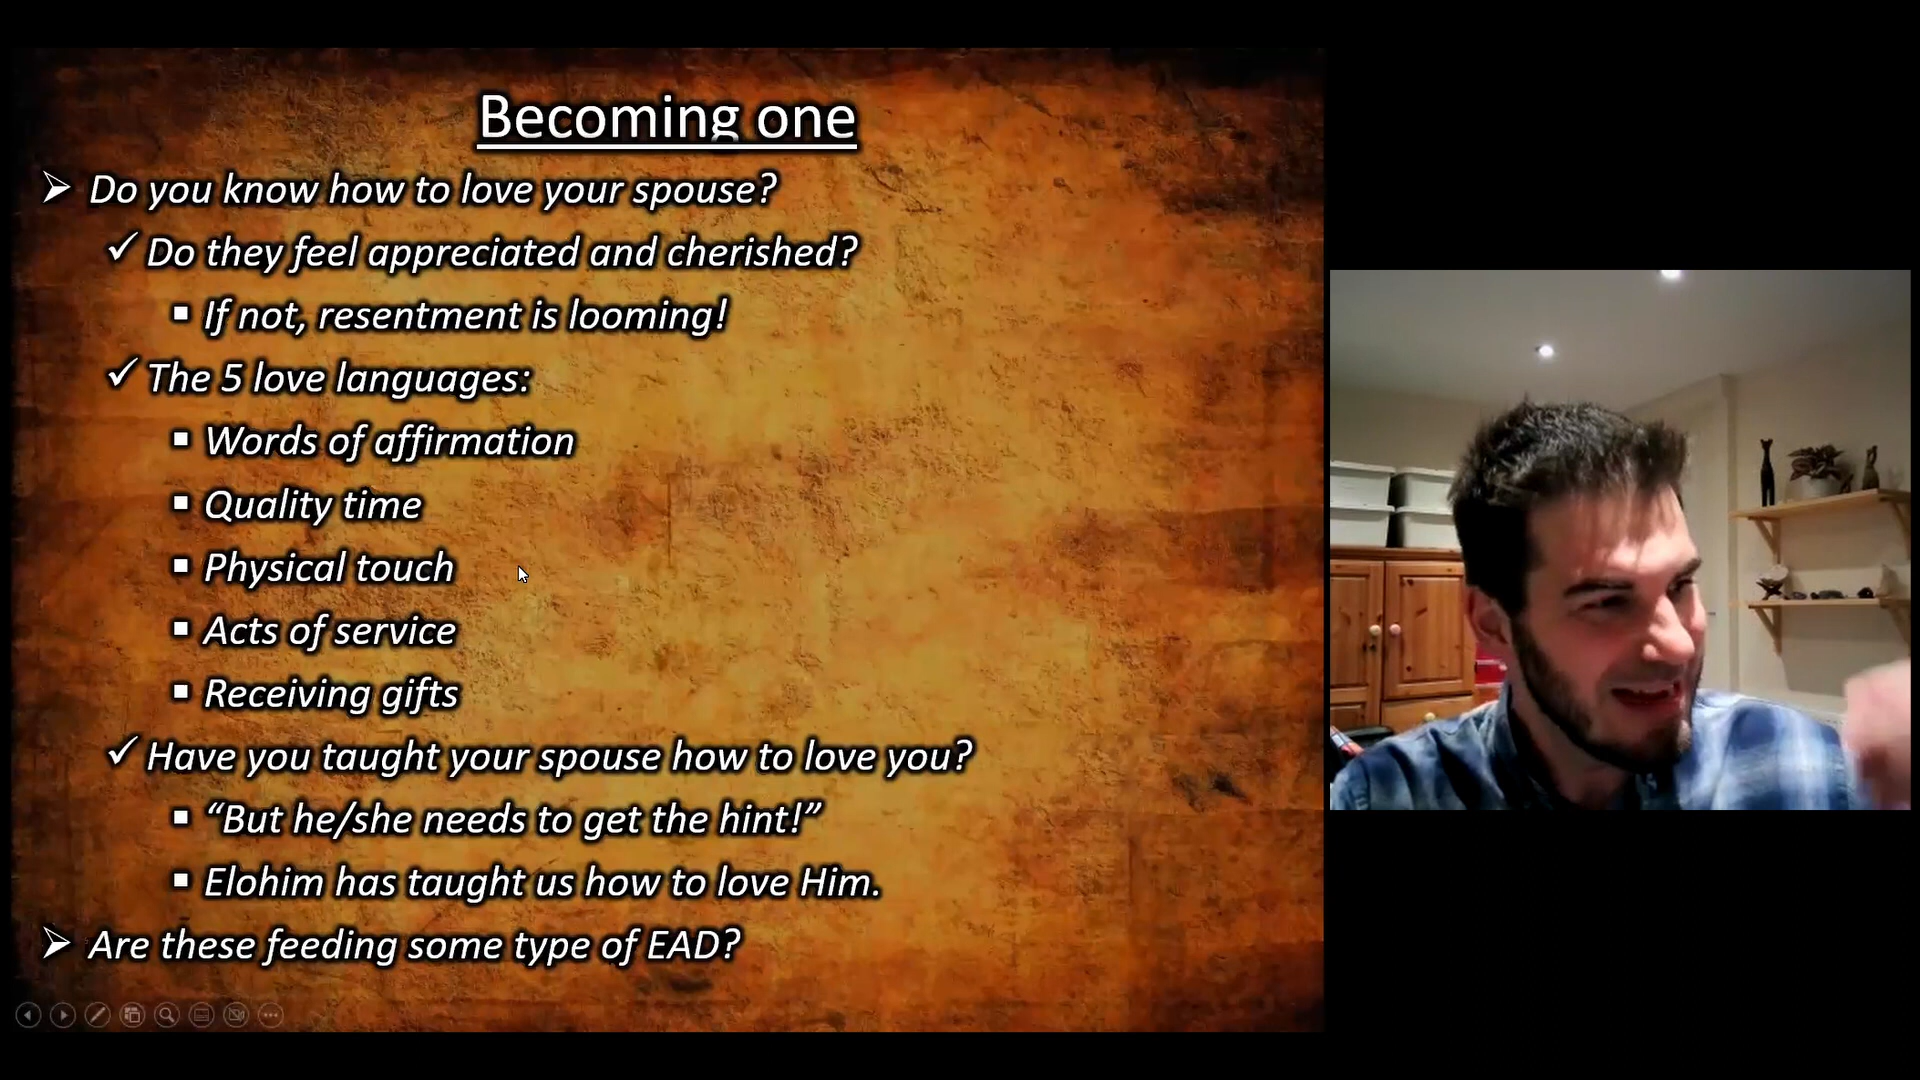 Becoming one
Do you know how to love your spouse?
Do they feel appreciated and cherished?
If not, resentment is looming!
The 5 love languages:
Words of affirmation
Quality time
Physical touch
Acts of service
Receiving gifts
Have you taught your spouse how to love you?
“But he/she needs to get the hint!”
Elohim has taught us how to love Him.
Are these feeding some type of EAD?